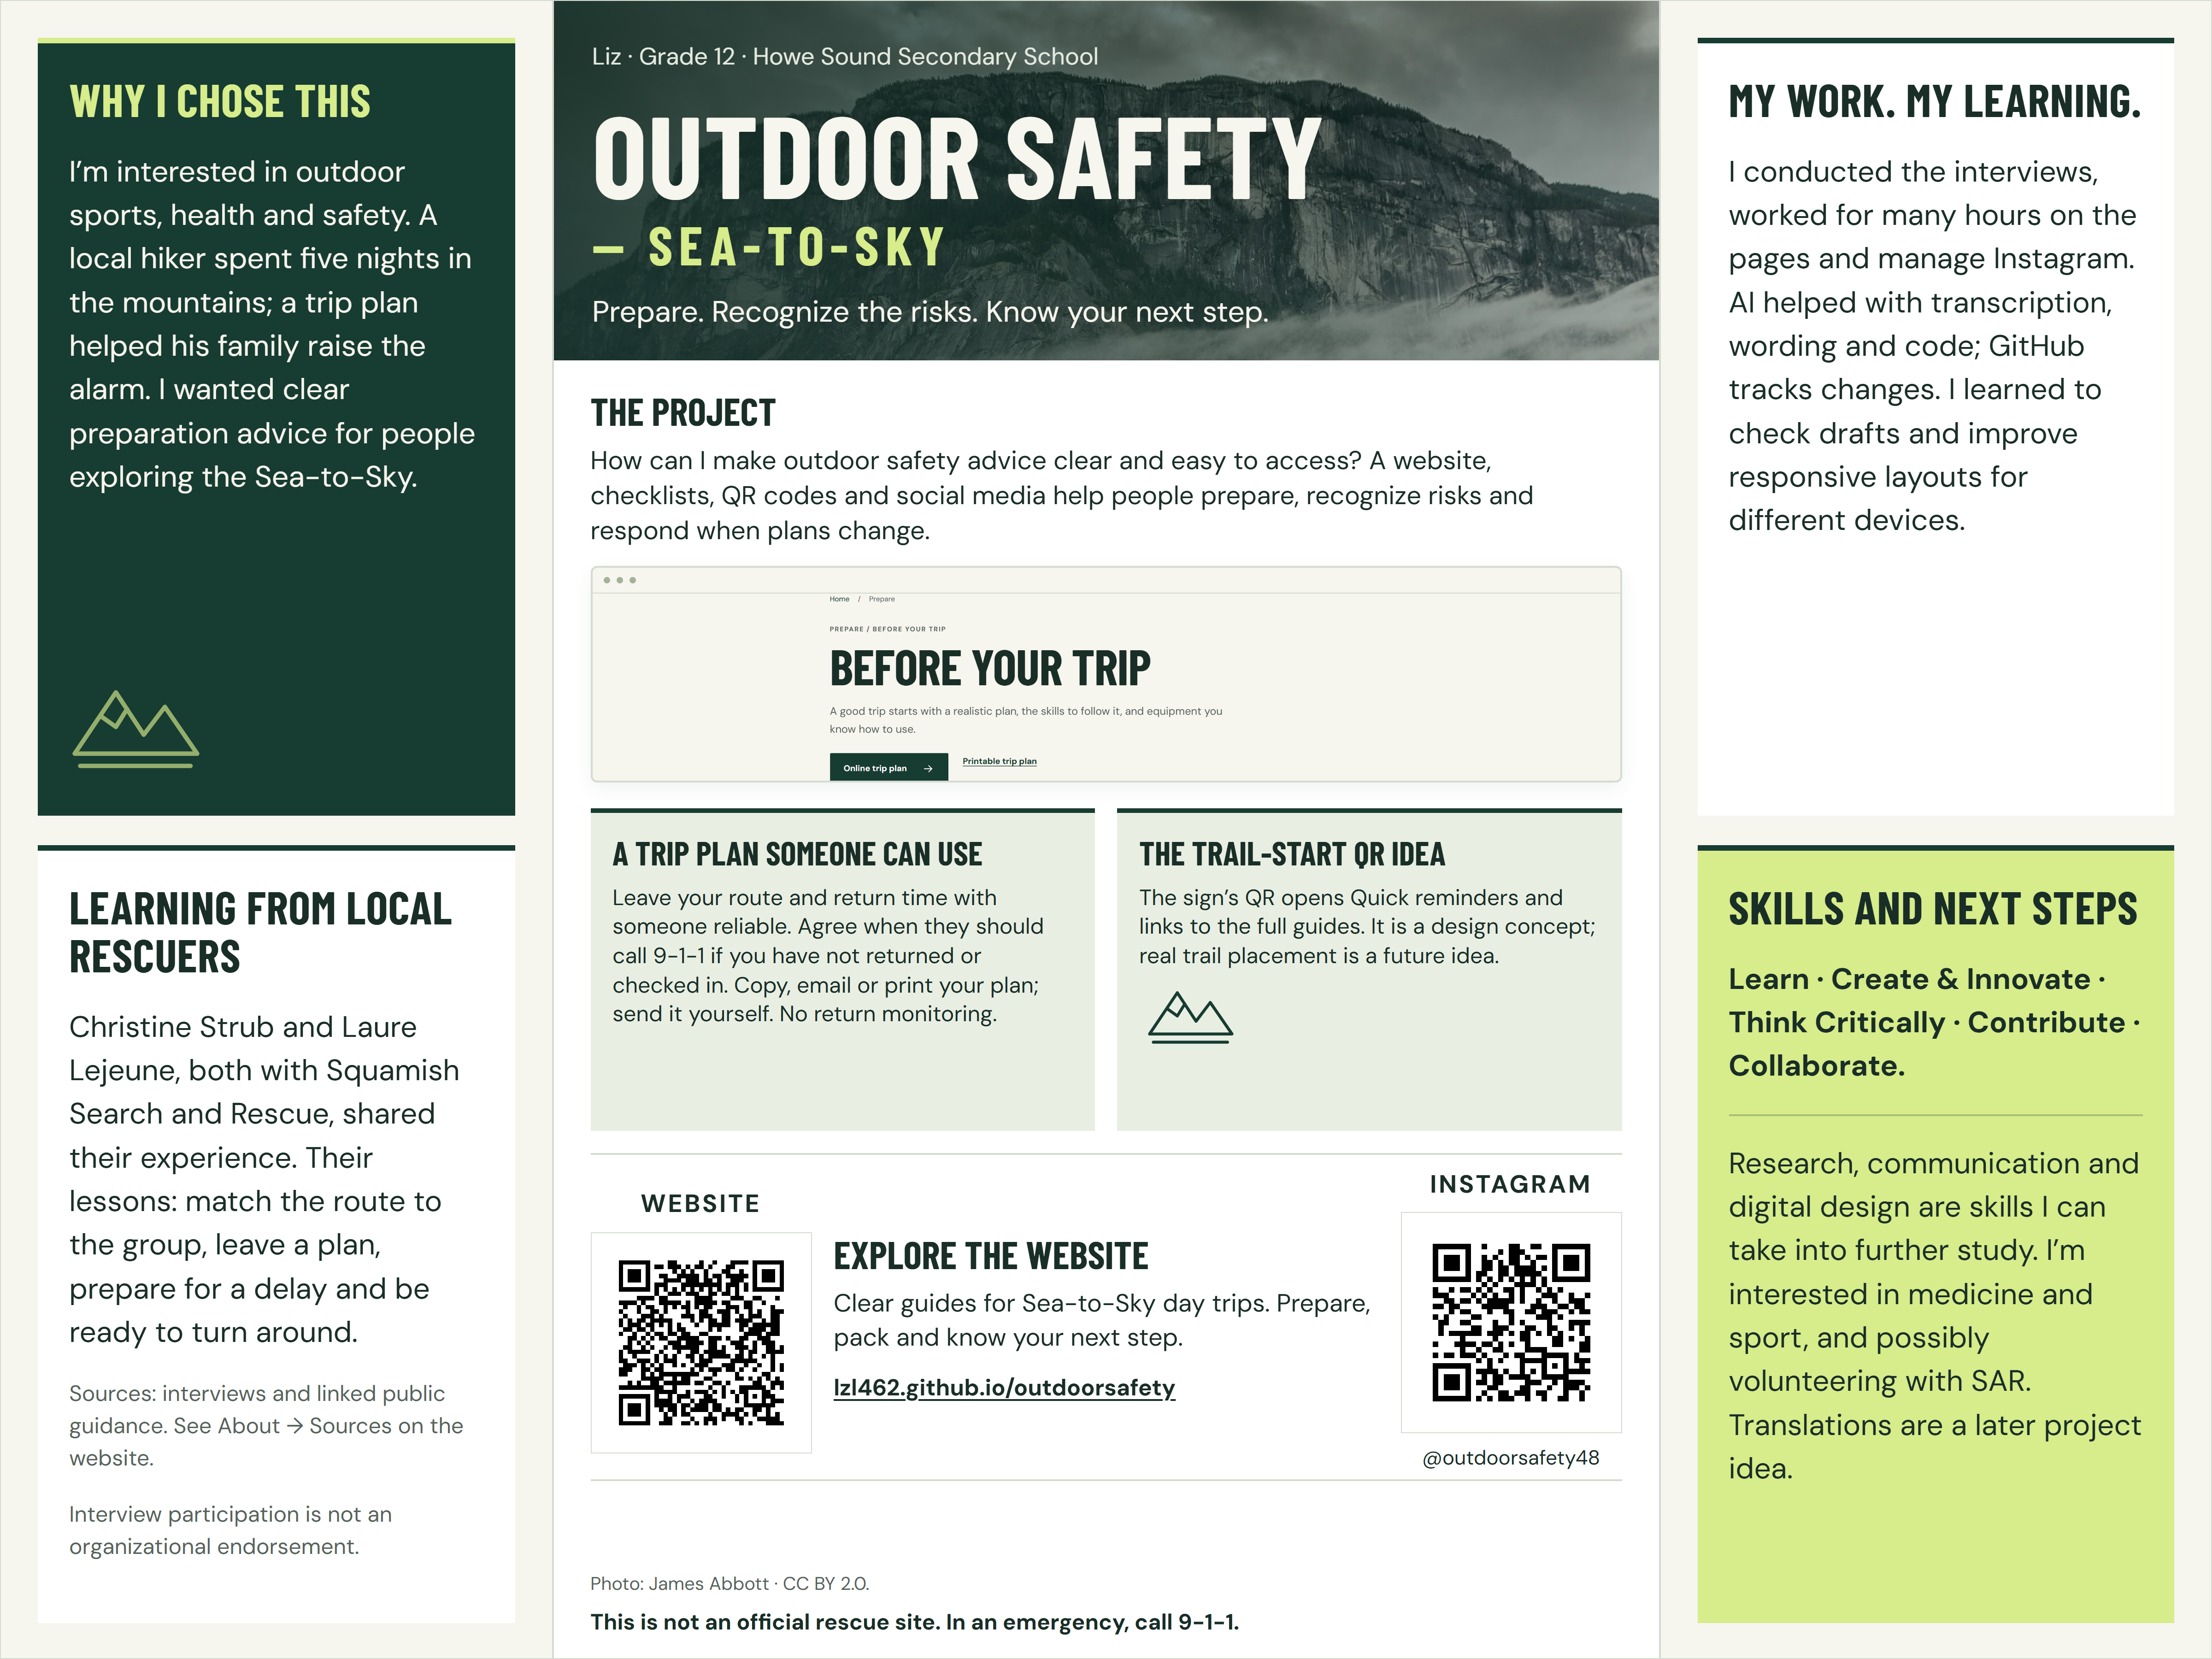 WHY I CHOSE THIS
I’m interested in outdoor
sports, health and safety. A
local hiker spent five nights in
the mountains; a trip plan
helped his family raise the
alarm. I wanted clear
preparation advice for people
exploring the Sea-to-Sky.
LEARNING FROM LOCAL
RESCUERS
Christine Strub and Laure
Lejeune, both with Squamish
Search and Rescue, shared
their experience. Their
lessons: match the route to
the group, leave a plan,
prepare for a delay and be
ready to turn around.
Sources: interviews and linked public
guidance. See About → Sources on the
website.
Interview participation is not an
organizational endorsement.
Liz · Grade 12 · Howe Sound Secondary School
OUTDOOR SAFETY
— SEA-TO-SKY
Prepare. Recognize the risks. Know your next step.
THE PROJECT
How can I make outdoor safety advice clear and easy to access? A website,
checklists, QR codes and social media help people prepare, recognize risks and
respond when plans change.
Home / Prepare
PREPARE / BEFORE YOUR TRIP
BEFORE YOUR TRIP
A good trip starts with a realistic plan, the skills to follow it, and equipment you
know how to use.
Online trip plan →
Printable trip plan
A TRIP PLAN SOMEONE CAN USE
Leave your route and return time with
someone reliable. Agree when they should
call 9-1-1 if you have not returned or
checked in. Copy, email or print your plan;
send it yourself. No return monitoring.
THE TRAIL-START QR IDEA
The sign’s QR opens Quick reminders and
links to the full guides. It is a design concept;
real trail placement is a future idea.
WEBSITE
EXPLORE THE WEBSITE
Clear guides for Sea-to-Sky day trips. Prepare,
pack and know your next step.
lzl462.github.io/outdoorsafety
INSTAGRAM
@outdoorsafety48
Photo: James Abbott · CC BY 2.0.
This is not an official rescue site. In an emergency, call 9-1-1.
MY WORK. MY LEARNING.
I conducted the interviews,
worked for many hours on the
pages and manage Instagram.
AI helped with transcription,
wording and code; GitHub
tracks changes. I learned to
check drafts and improve
responsive layouts for
different devices.
SKILLS AND NEXT STEPS
Learn · Create & Innovate ·
Think Critically · Contribute ·
Collaborate.
Research, communication and
digital design are skills I can
take into further study. I’m
interested in medicine and
sport, and possibly
volunteering with SAR.
Translations are a later project
idea.